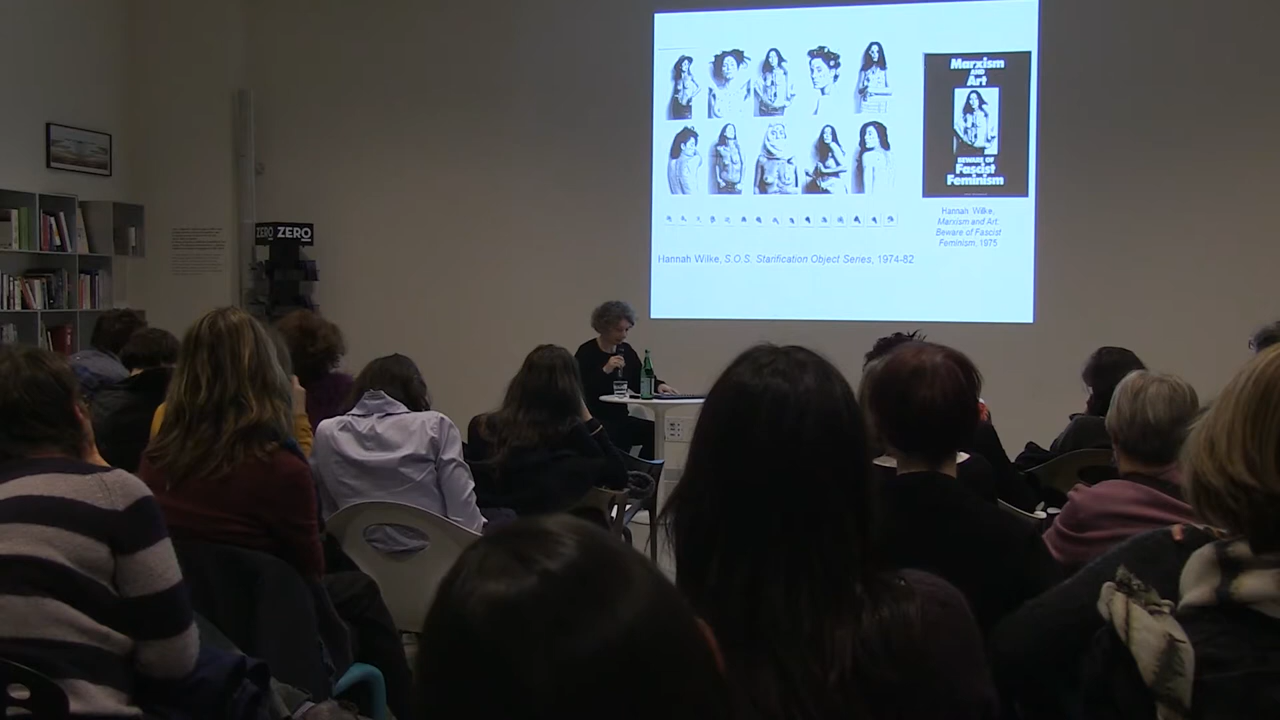 Marxism
AND
Art
BEWARE OF
Fascist
Feminism
Hannah Wilke,
Marxism and Art.
Beware of Fascist
Feminism, 1975
Hannah Wilke, S.O.S. Starification Object Series, 1974-82
ZERO ZERO